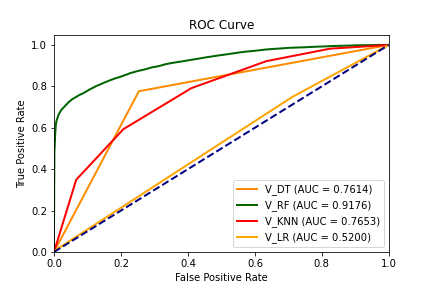 ROC Curve
True Positive Rate
1.0
0.8
0.6
0.4
0.2
0.0
V_DT (AUC = 0.7614)
V_RF (AUC = 0.9176)
V_KNN (AUC = 0.7653)
V_LR (AUC = 0.5200)
0.0 0.2 0.4 0.6 0.8 1.0
False Positive Rate